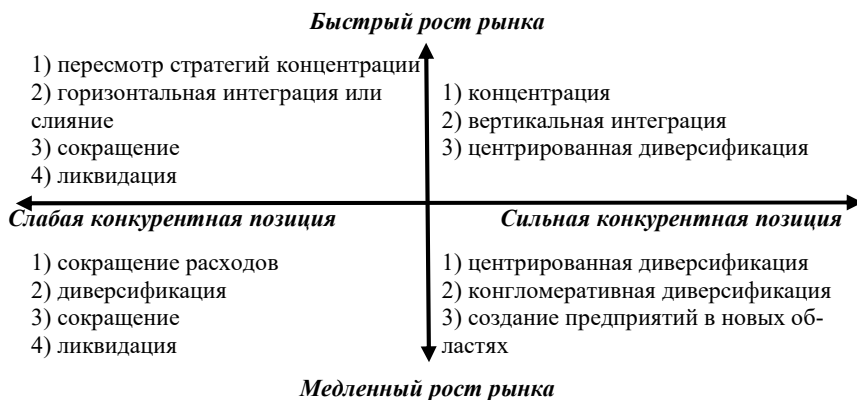 Быстрый рост рынка
1) пересмотр стратегий концентрации
2) горизонтальная интеграция или
слияние
3) сокращение
4) ликвидация
1) концентрация
2) вертикальная интеграция
3) центрированная диверсификация
Слабая конкурентная позиция
Сильная конкурентная позиция
1) сокращение расходов
2) диверсификация
3) сокращение
4) ликвидация
1) центрированная диверсификация
2) конгломеративная диверсификация
3) создание предприятий в новых об-
ластях
Медленный рост рынка